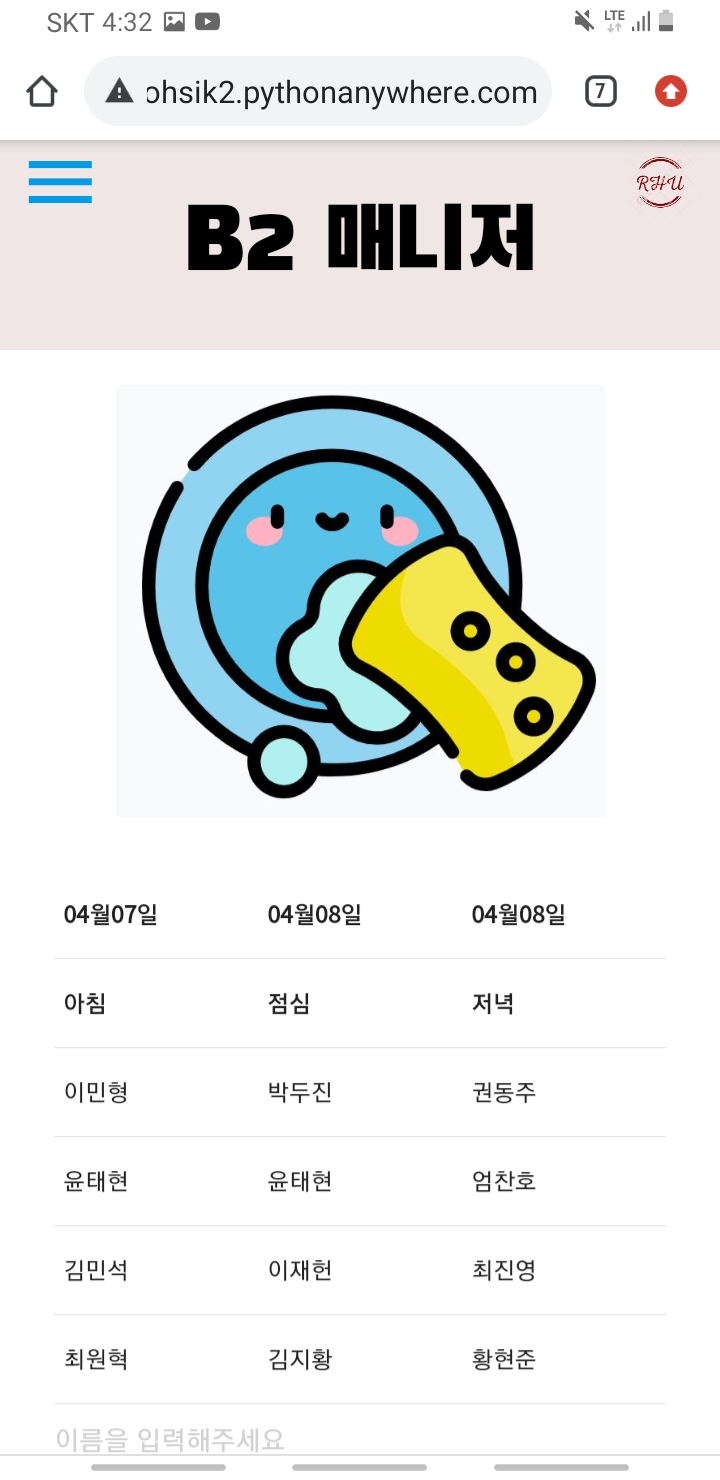 SKT 4:32 LTE
ohsik2.pythonanywhere.com 7
RHU
B2 매니저
04월07일 04월08일 04월08일
아침 점심 저녁
이민형 박두진 권동주
윤태현 윤태현 엄찬호
김민석 이재헌 최진영
최원혁 김지황 황현준
이름을 입력해주세요